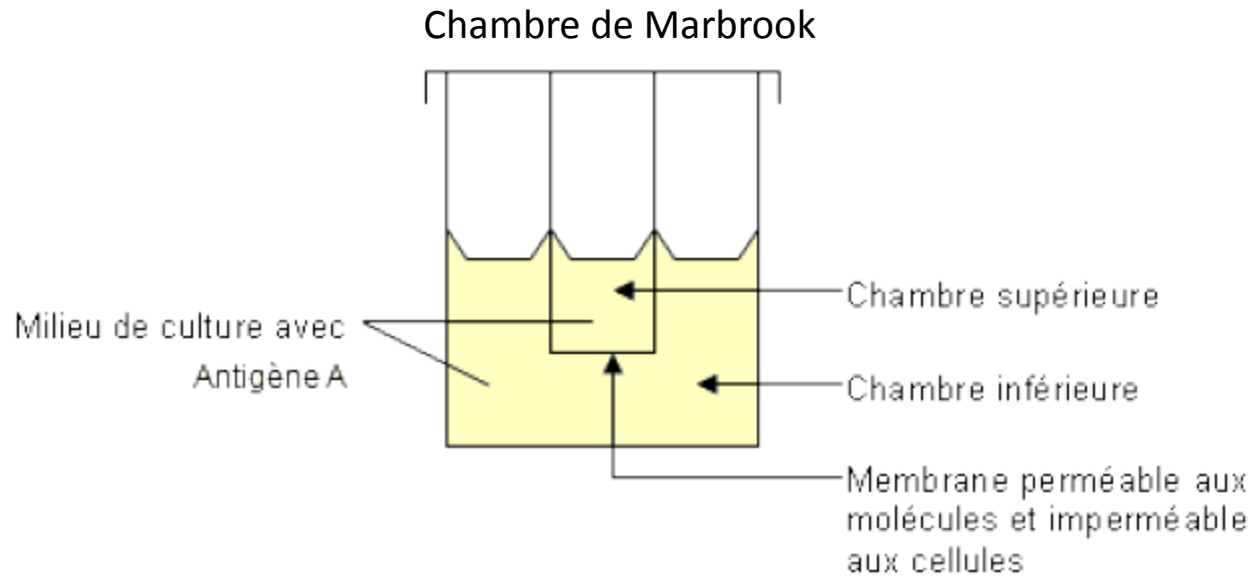 Chambre de Marbrook
Chambre supérieure
Milieu de culture avec
Antigène A
Chambre inférieure
Membrane perméable aux
molécules et imperméable
aux cellules